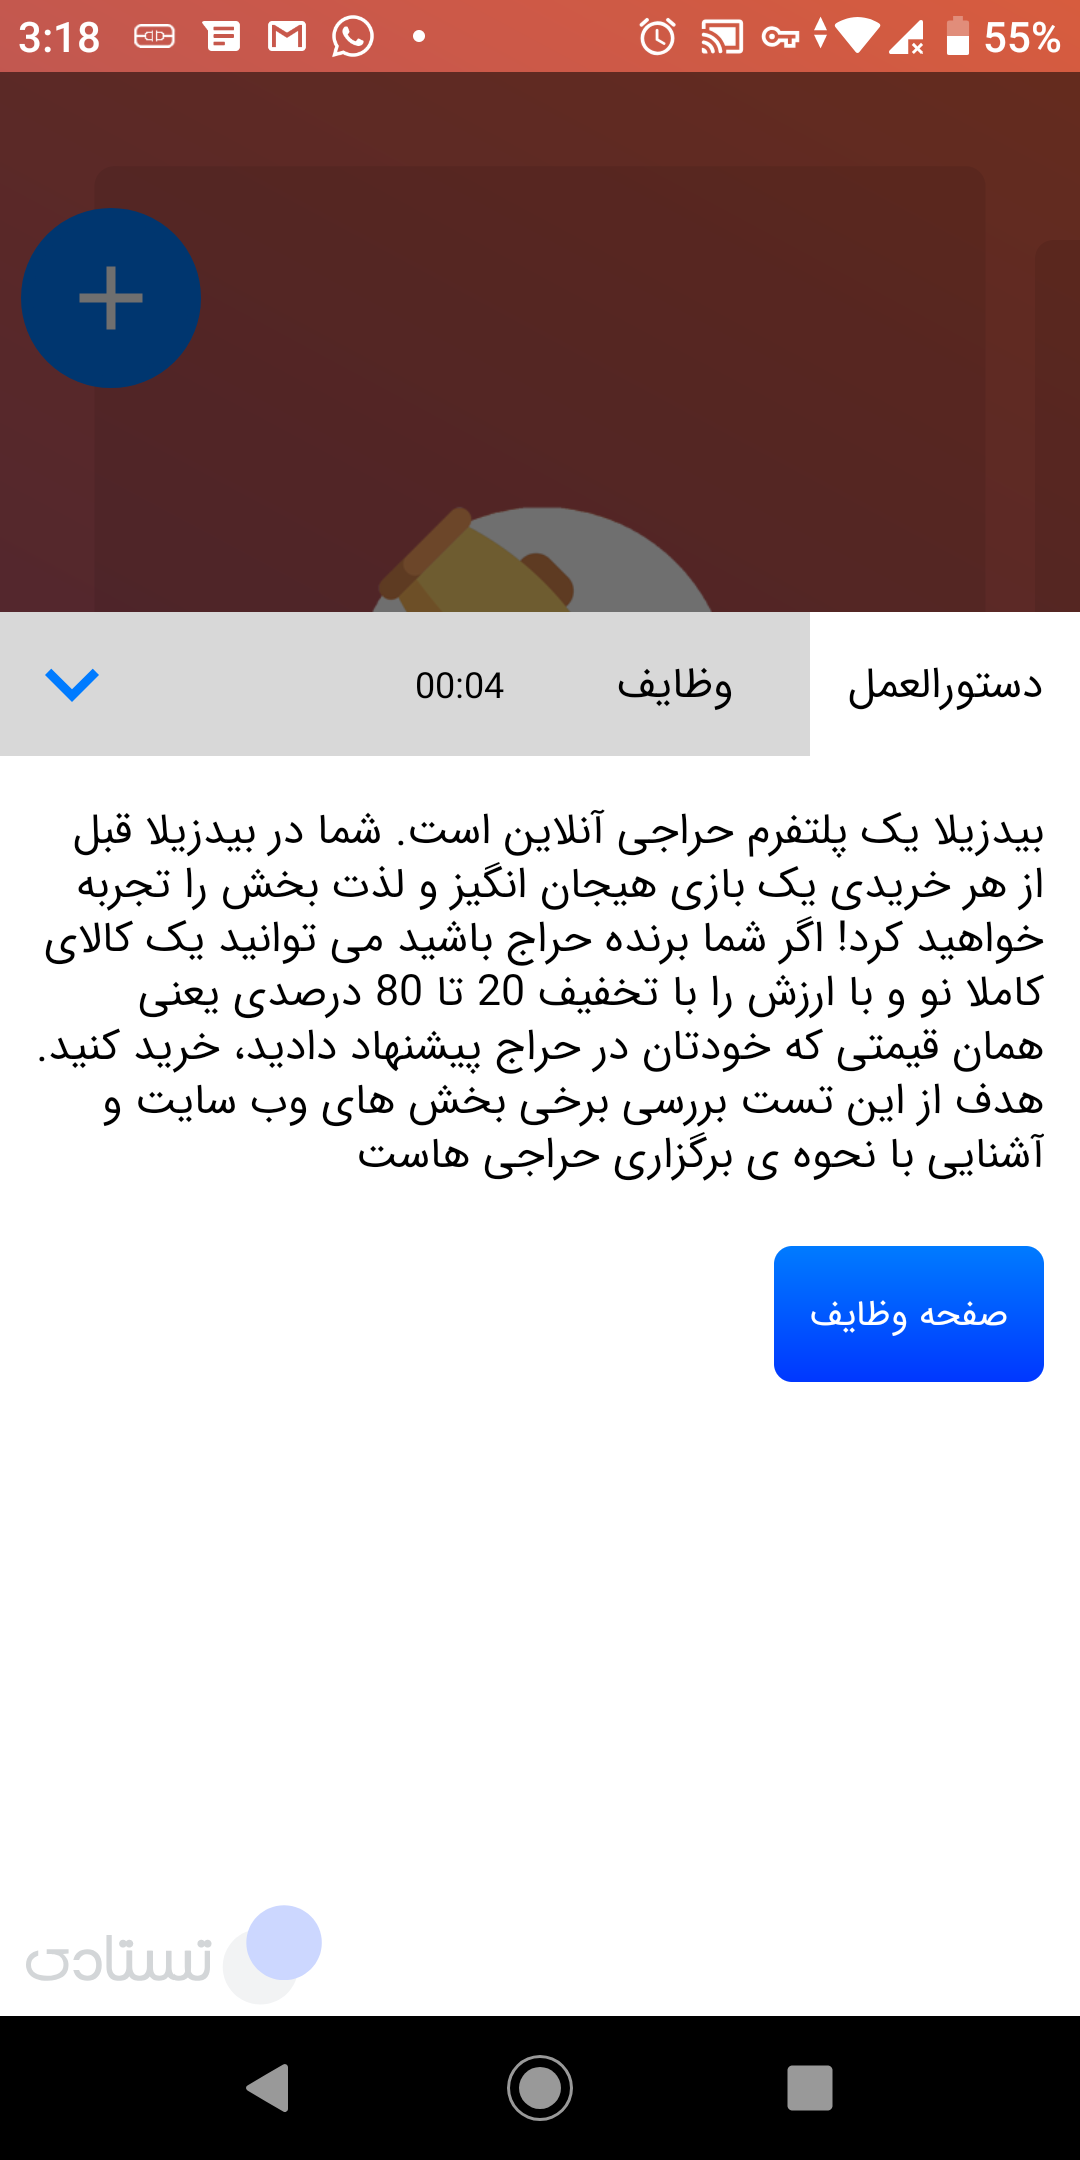 3:18
55%
دستورالعمل
وظایف
00:04
بیدزیلا یک پلتفرم حراجی آنلاین است. شما در بیدزیلا قبل
از هر خریدی یک بازی هیجان انگیز و لذت بخش را تجربه
خواهید کرد! اگر شما برنده حراج باشید می توانید یک کالای
کاملا نو و با ارزش را با تخفیف 20 تا 80 درصدی یعنی
همان قیمتی که خودتان در حراج پیشنهاد دادید، خرید کنید.
هدف از این تست بررسی برخی بخش های وب سایت و
آشنایی با نحوه ی برگزاری حراجی هاست
صفحه وظایف
تستادی